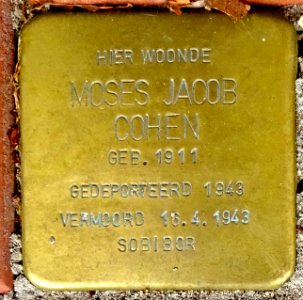 HIER WOONDE
MOSES JACOB
COHEN
GEB. 1911
GEDEPORTEERD 1943
VERMOORD 16.4.1943
SOBIBOR